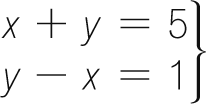 x + y = 5
y − x = 1
}